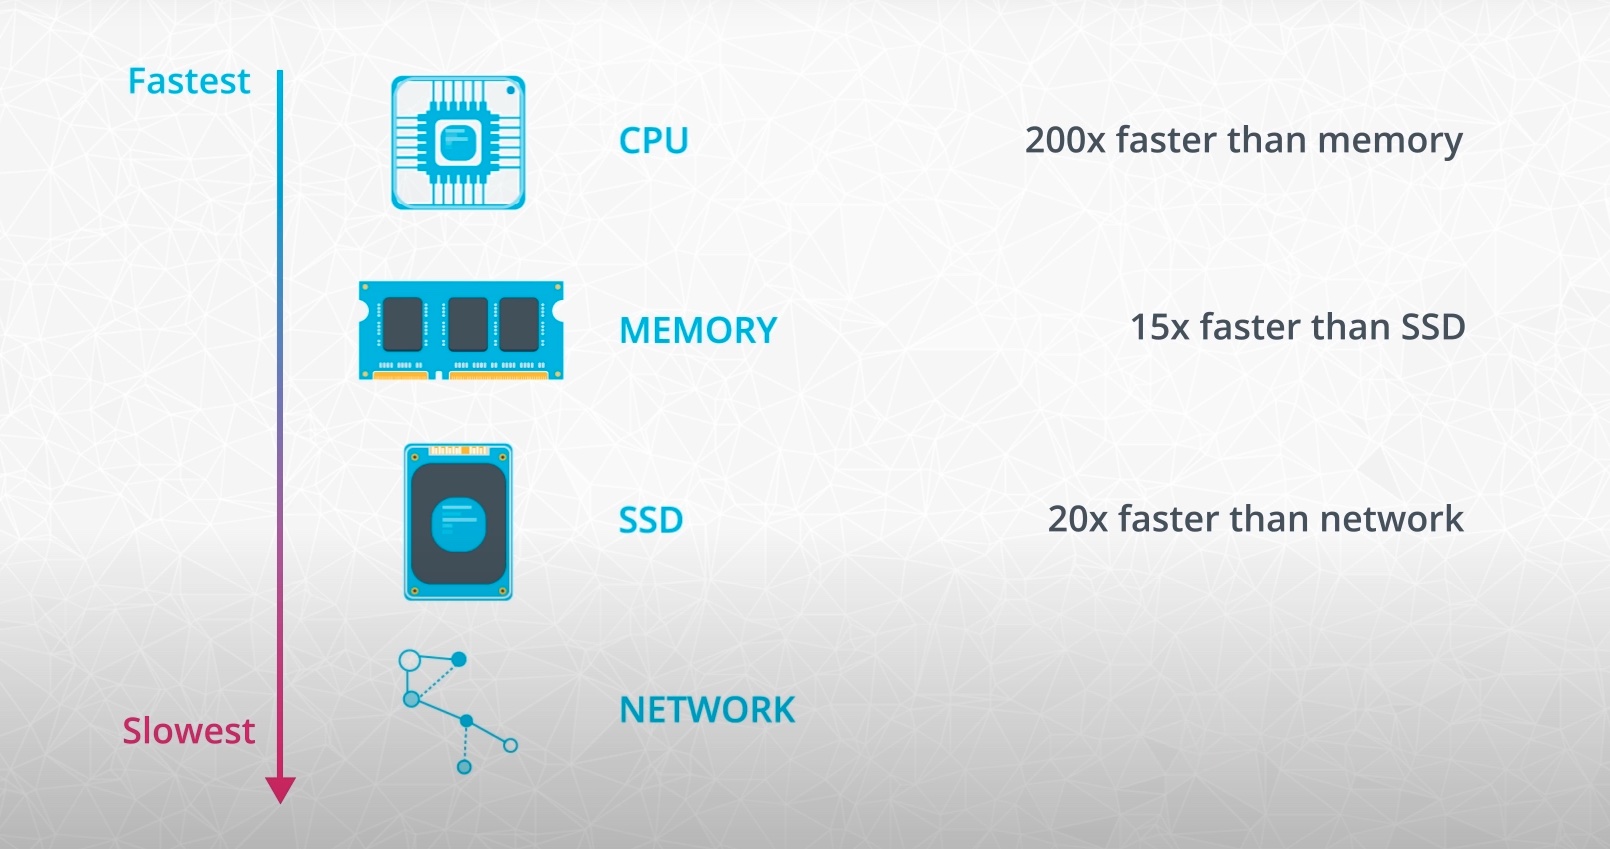 Fastest
CPU
200x faster than memory
MEMORY
15x faster than SSD
SSD
20x faster than network
NETWORK
Slowest